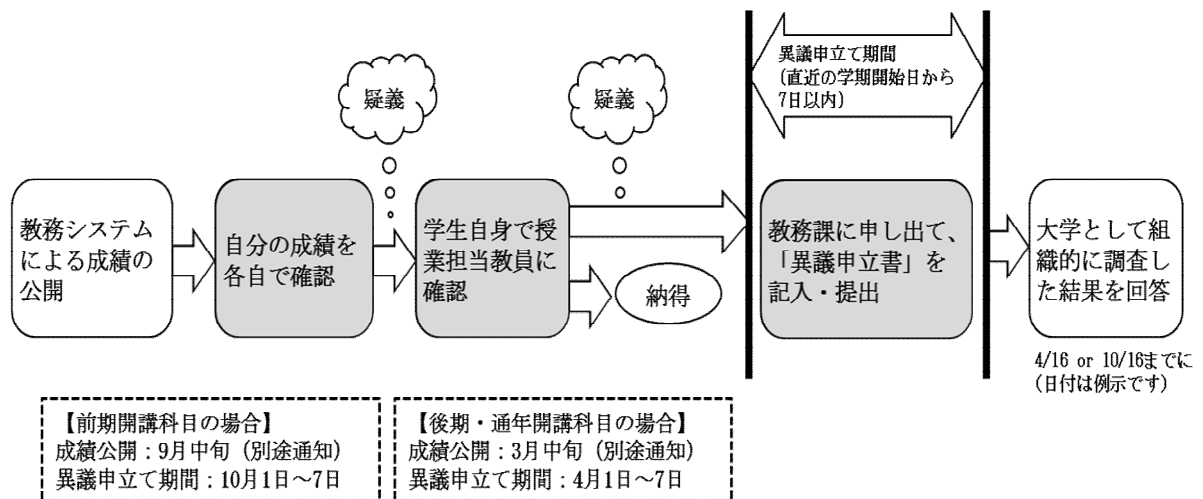 異議申立て期間
(直近の学期開始日から
7日以内)
疑義
疑義
教務システム
による成績の
公開
自分の成績を
各自で確認
学生自身で授
業担当教員に
確認
納得
教務課に申し出て、
「異議申立書」を
記入・提出
大学として組
織的に調査し
た結果を回答
4/16 or 10/16までに
(日付は例示です)
【前期開講科目の場合】
成績公開：9月中旬（別途通知）
異議申立て期間：10月1日～7日
【後期・通年開講科目の場合】
成績公開：3月中旬（別途通知）
異議申立て期間：4月1日～7日